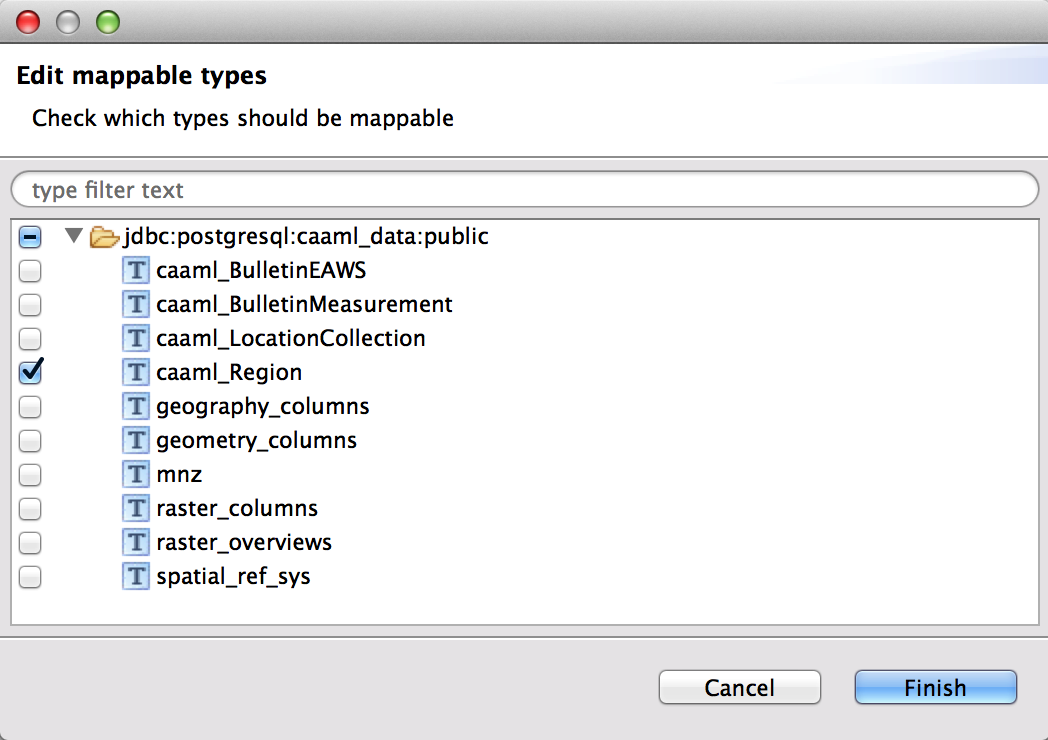 Edit mappable types
Check which types should be mappable
type filter text
jdbc:postgresql:caaml_data:public
T caaml_BulletinEAWS
T caaml_BulletinMeasurement
T caaml_LocationCollection
T caaml_Region
T geography_columns
T geometry_columns
T mnz
T raster_columns
T raster_overviews
T spatial_ref_sys
Cancel Finish